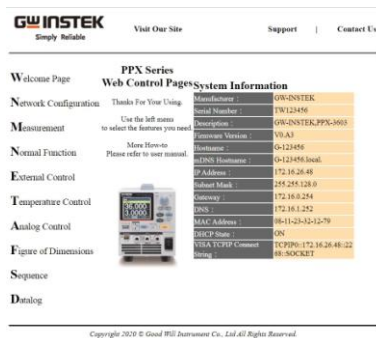 GWINSTEK
Simply Reliable
Visit Our Site
Support | Contact Us
Welcome Page
Network Configuration
Measurement
Normal Function
External Control
Temperature Control
Analog Control
Figure of Dimensions
Sequence
Datalog
PPX Series
Web Control Pages
Thanks For Your Using.
Use the left menu
to select the features you need.
More How-to
Please refer to user manual.
System Information
Manufacturer : GW-INSTEK
Serial Number : TW123456
Description : GW-INSTEK,PPX-3603
Firmware Version : V0.A3
Hostname : G-123456
mDNS Hostname : G-123456.local.
IP Address : 172.16.26.48
Subnet Mask : 255.255.128.0
Gateway : 172.16.0.254
DNS : 172.16.1.252
MAC Address : 08-11-23-32-12-79
DHCP State : ON
VISA TCPIP Connect TCPIP0::172.16.26.48::22
String : 68::SOCKET
36.000
3.0000
Copyright 2020 © Good Will Instrument Co., Ltd All Rights Reserved.